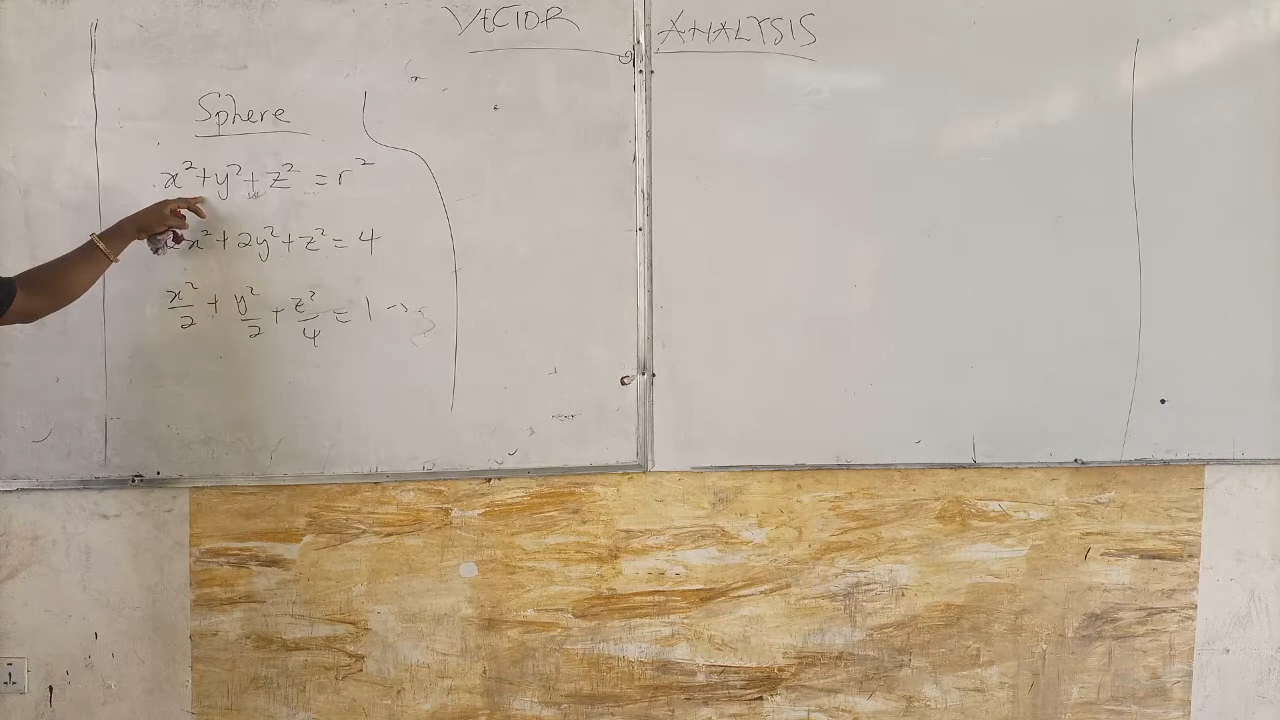 VECTOR ANALYSIS
Sphere
x² + y² + z² = r²
x² + 2y² + z² = 4
x²/2 + y²/2 + z²/4 = 1 →